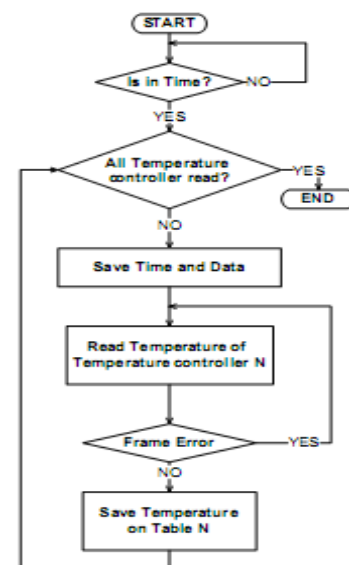 START
Is in Time?
NO
YES
All Temperature
controller read?
YES
END
NO
Save Time and Data
Read Temperature of
Temperature controller N
Frame Error
YES
NO
Save Temperature
on Table N